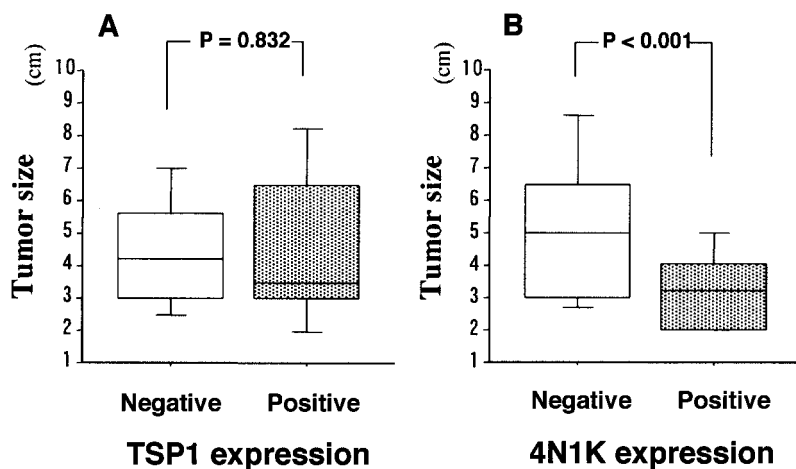 A
P = 0.832
(cm)
10
9
8
7
6
5
4
3
2
1
Tumor size
Negative
Positive
TSP1 expression
B
P < 0.001
(cm)
10
9
8
7
6
5
4
3
2
1
Tumor size
Negative
Positive
4N1K expression